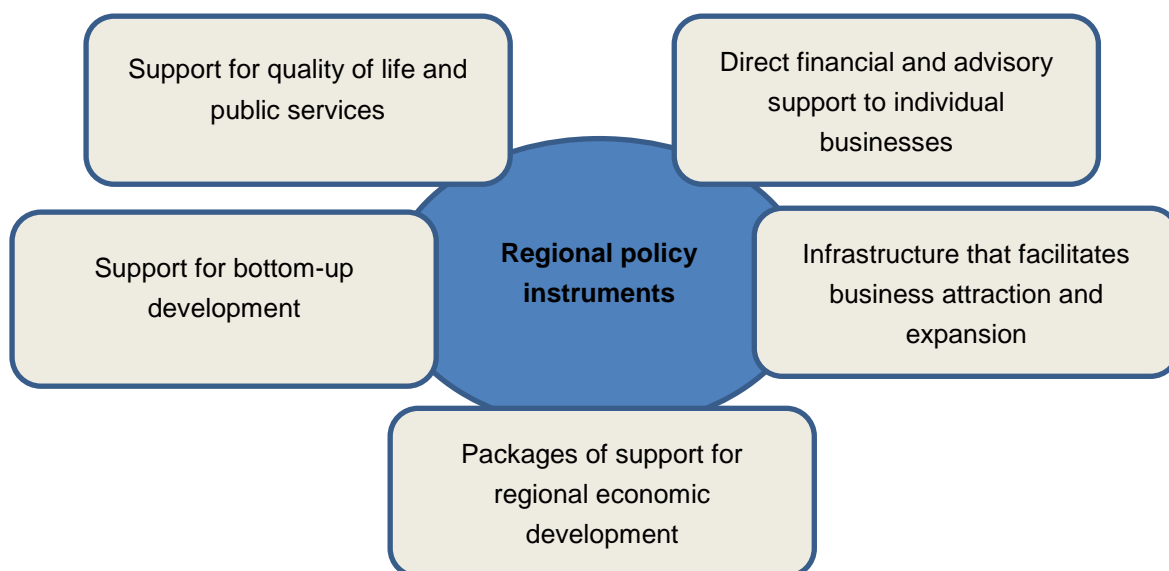 Support for quality of life and
public services
Direct financial and advisory
support to individual
businesses
Support for bottom-up
development
Regional policy
instruments
Infrastructure that facilitates
business attraction and
expansion
Packages of support for
regional economic
development